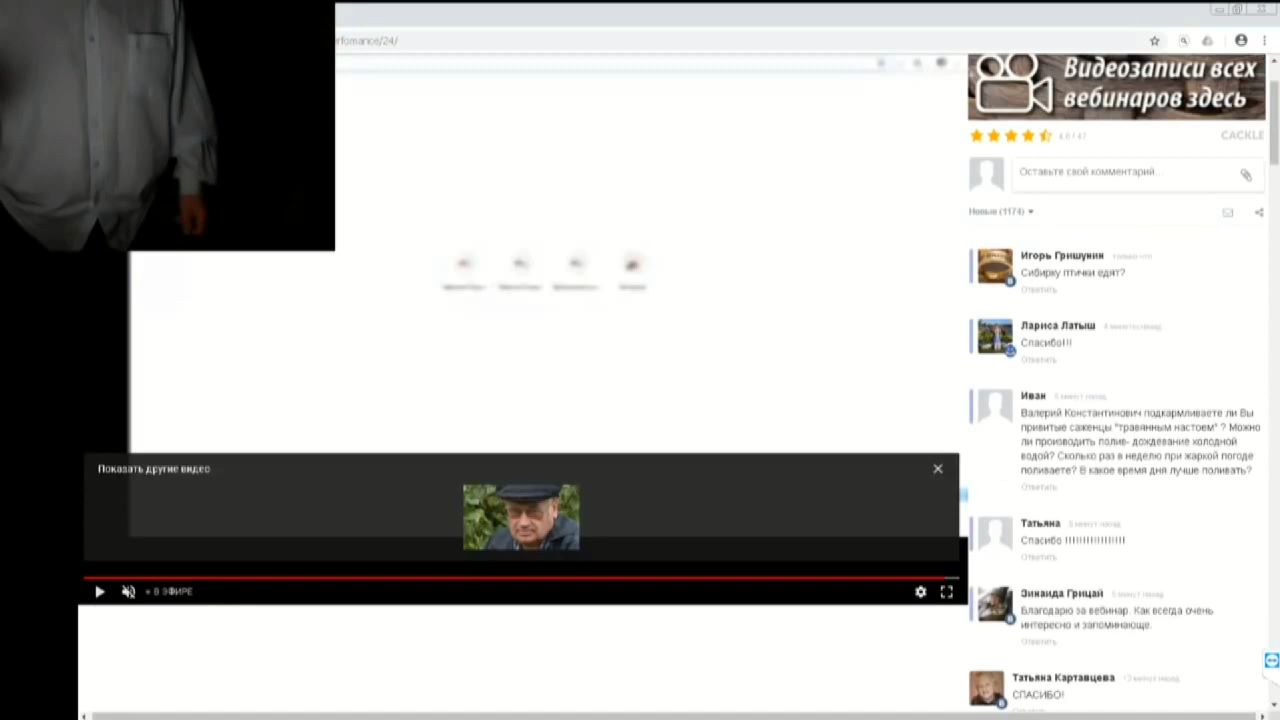 rfomance/24/
Видеозаписи всех
вебинаров здесь
4.8 / 47
CACKLE
Оставьте свой комментарий...
Новые (1174)
Игорь Гришунин только что
Сибирку птички едят?
Ответить
Лариса Латыш 4 минуты назад
Спасибо!!!
Ответить
Иван 5 минут назад
Валерий Константинович подкармливаете ли Вы
привитые саженцы "травянным настоем" ? Можно
ли производить полив- дождевание холодной
водой? Сколько раз в неделю при жаркой погоде
поливаете? В какое время дня лучше поливать?
Ответить
Показать другие видео
Татьяна 5 минут назад
Спасибо !!!!!!!!!!!!!!!!
Ответить
В ЭФИРЕ
Зинаида Грицай 5 минут назад
Благодарю за вебинар. Как всегда очень
интересно и запоминающе.
Ответить
Татьяна Картавцева 12 минут назад
СПАСИБО!